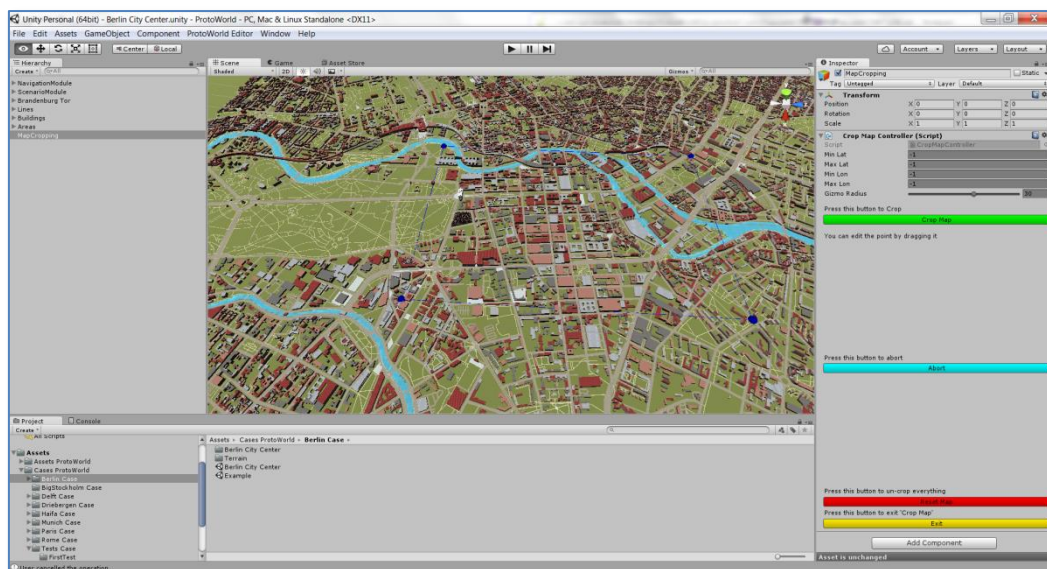 Unity Personal (64bit) - Berlin City Center.unity - ProtoWorld - PC, Mac & Linux Standalone <DX11>
File Edit Assets GameObject Component ProtoWorld Editor Window Help
Center Local
Account Layers Layout
Hierarchy
Create
NavigationModule
ScenarioModule
Brandenburg Tor
Lines
Buildings
Areas
MapCropping
Scene Game Asset Store
Shaded 2D Gizmos
Inspector
MapCropping Static
Tag Untagged Layer Default
Transform
Position X 0 Y 0 Z 0
Rotation X 0 Y 0 Z 0
Scale X 1 Y 1 Z 1
Crop Map Controller (Script)
Script CropMapController
Min Lat -1
Max Lat -1
Min Lon -1
Max Lon -1
Gizmo Radius 30
Press this button to Crop
Crop Map
You can edit the point by dragging it
Press this button to abort
Abort
Press this button to un-crop everything
Reset Map
Press this button to exit 'Crop Map'
Exit
Add Component
Asset is unchanged
Project Console
Create
All Scripts
Assets
Assets ProtoWorld
Cases ProtoWorld
Berlin Case
BigStockholm Case
Delft Case
Driebergen Case
Haifa Case
Munich Case
Paris Case
Rome Case
Tests Case
FirstTest
Assets Cases ProtoWorld Berlin Case
Berlin City Center
Terrain
Berlin City Center
Example
User cancelled the operation